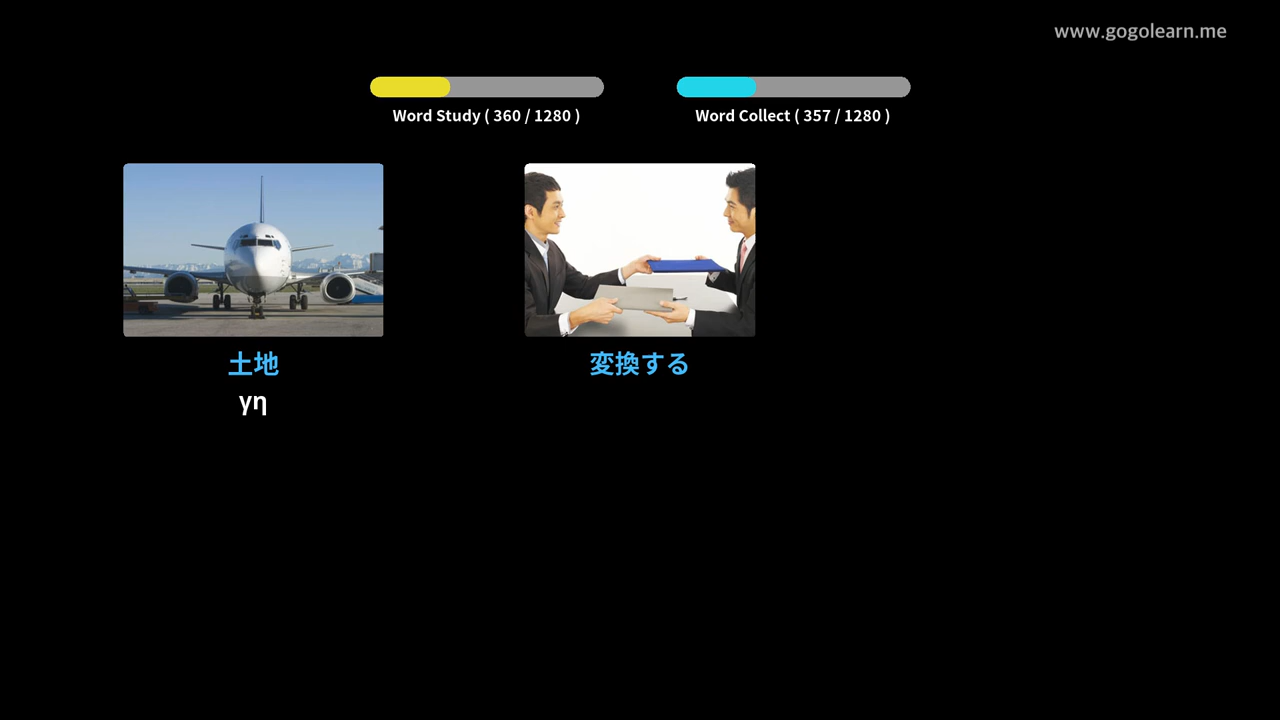 www.gogolearn.me
Word Study ( 360 / 1280 )
Word Collect ( 357 / 1280 )
土地
γη
変換する